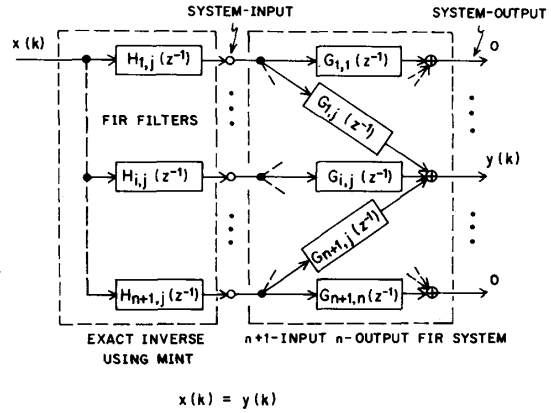 SYSTEM-INPUT
SYSTEM-OUTPUT
x(k)
H1,j(z⁻¹)
G1,1(z⁻¹)
0
FIR FILTERS
G1,j(z⁻¹)
Hi,j(z⁻¹)
Gi,j(z⁻¹)
y(k)
Gn+1,j(z⁻¹)
Hn+1,j(z⁻¹)
Gn+1,n(z⁻¹)
0
EXACT INVERSE
USING MINT
n+1-INPUT n-OUTPUT FIR SYSTEM
x(k) = y(k)